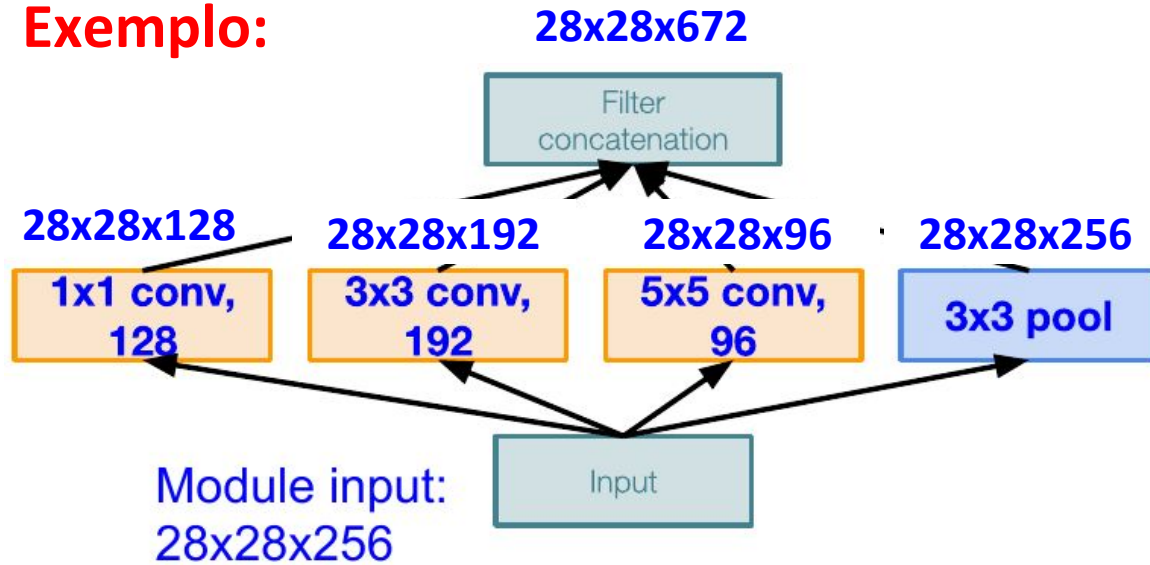 Exemplo:
28x28x672
Filter
concatenation
28x28x128
28x28x192
28x28x96
28x28x256
1x1 conv,
128
3x3 conv,
192
5x5 conv,
96
3x3 pool
Module input:
28x28x256
Input